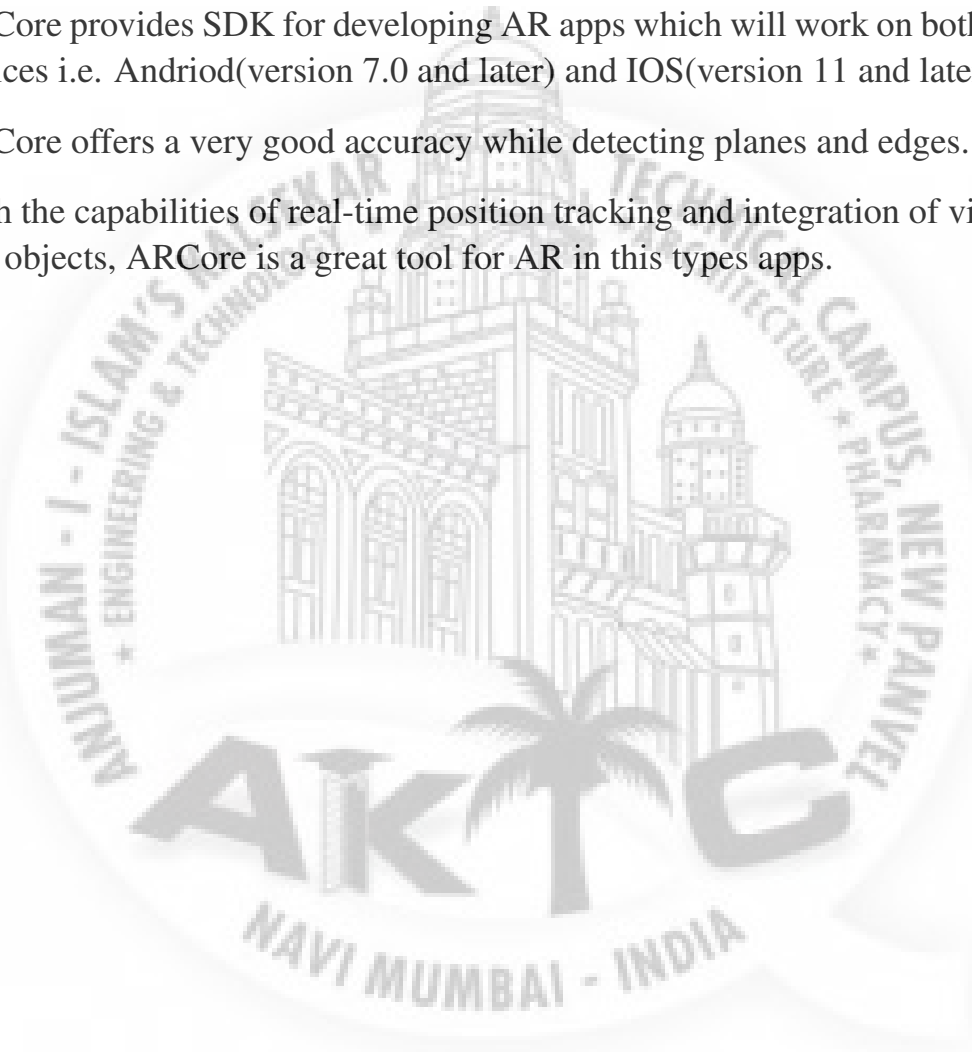 Core provides SDK for developing AR apps which will work on both
ices i.e. Andriod(version 7.0 and later) and IOS(version 11 and late
Core offers a very good accuracy while detecting planes and edges.
h the capabilities of real-time position tracking and integration of vi
objects, ARCore is a great tool for AR in this types apps.
ANJUMAN - I - ISLAM'S KALSEKAR TECHNICAL CAMPUS, NEW PANVEL
* ENGINEERING & TECHNOLOGY * ARCHITECTURE * PHARMACY *
AKTC
NAVI MUMBAI - INDIA